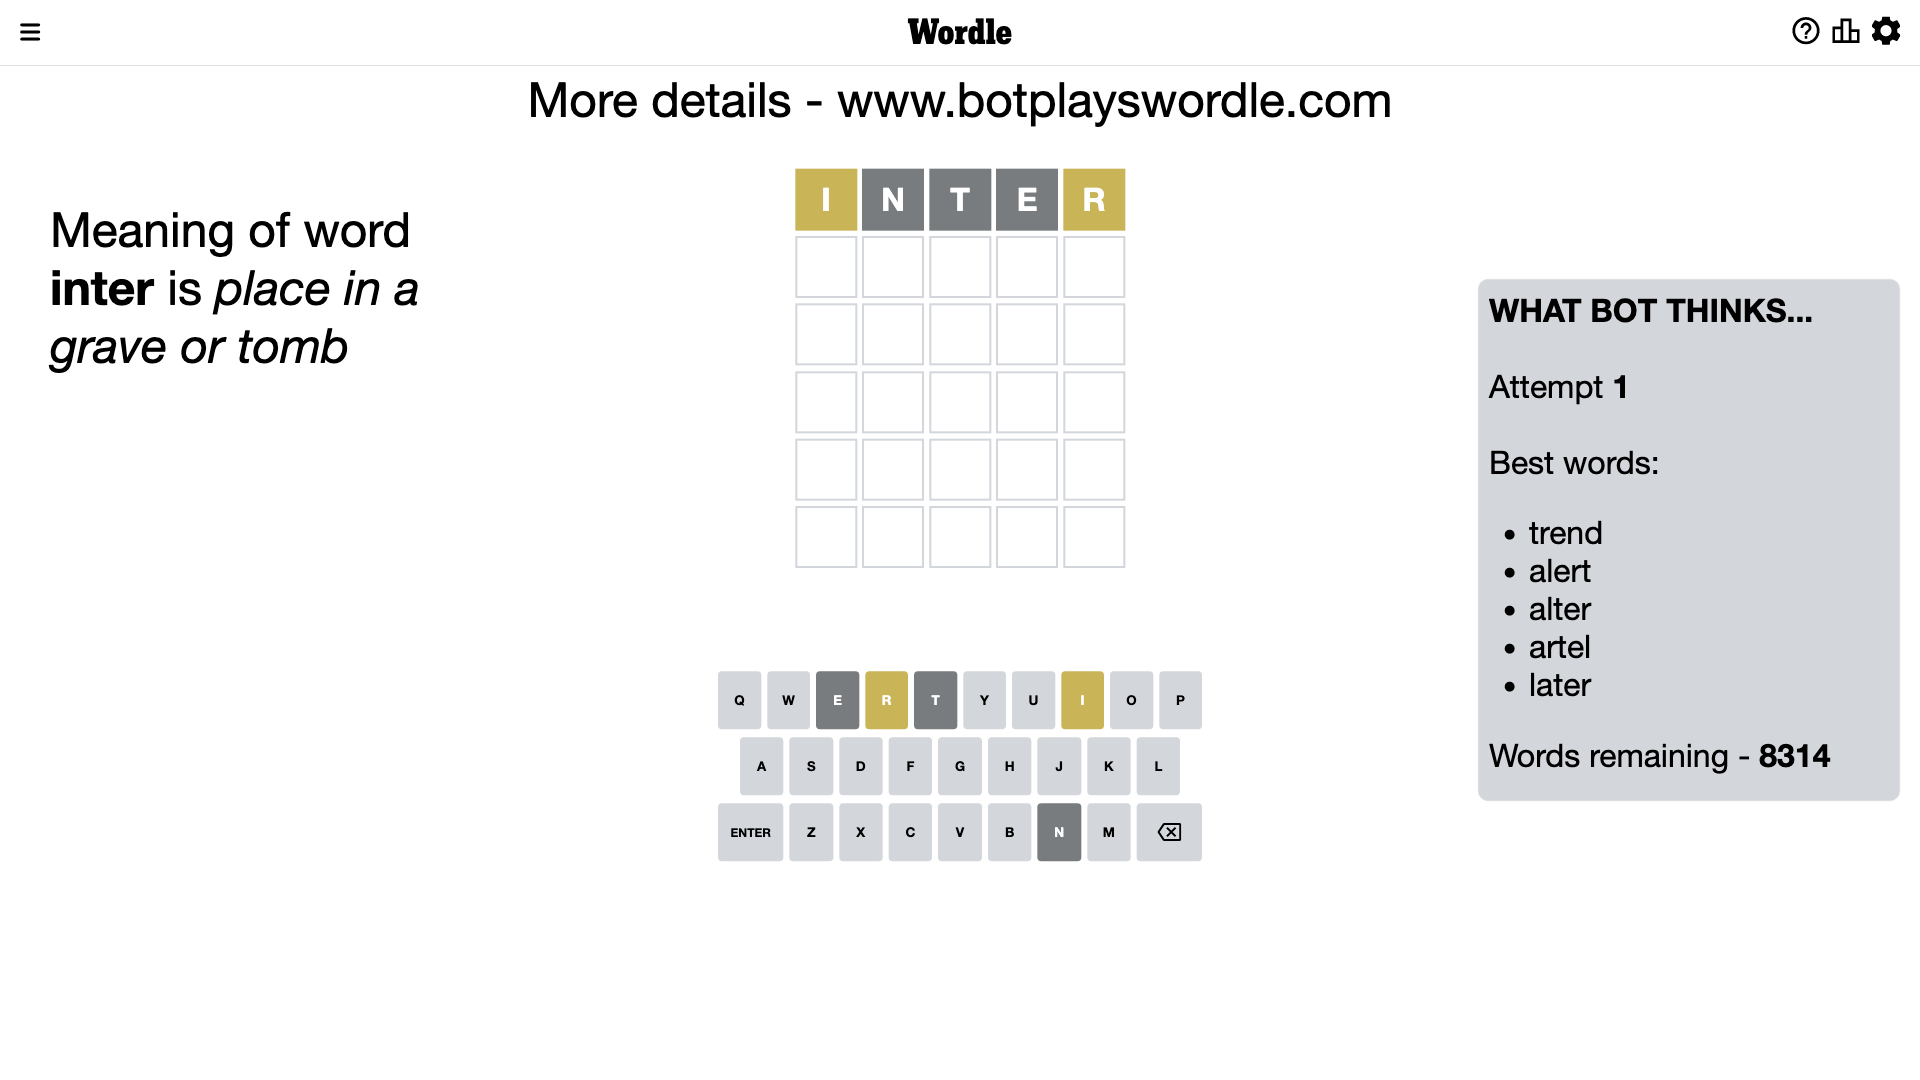 Wordle
More details - www.botplayswordle.com
Meaning of word
inter is place in a
grave or tomb
I N T E R
WHAT BOT THINKS...
Attempt 1
Best words:
• trend
• alert
• alter
• artel
• later
Words remaining - 8314
Q W E R T Y U I O P
A S D F G H J K L
ENTER Z X C V B N M